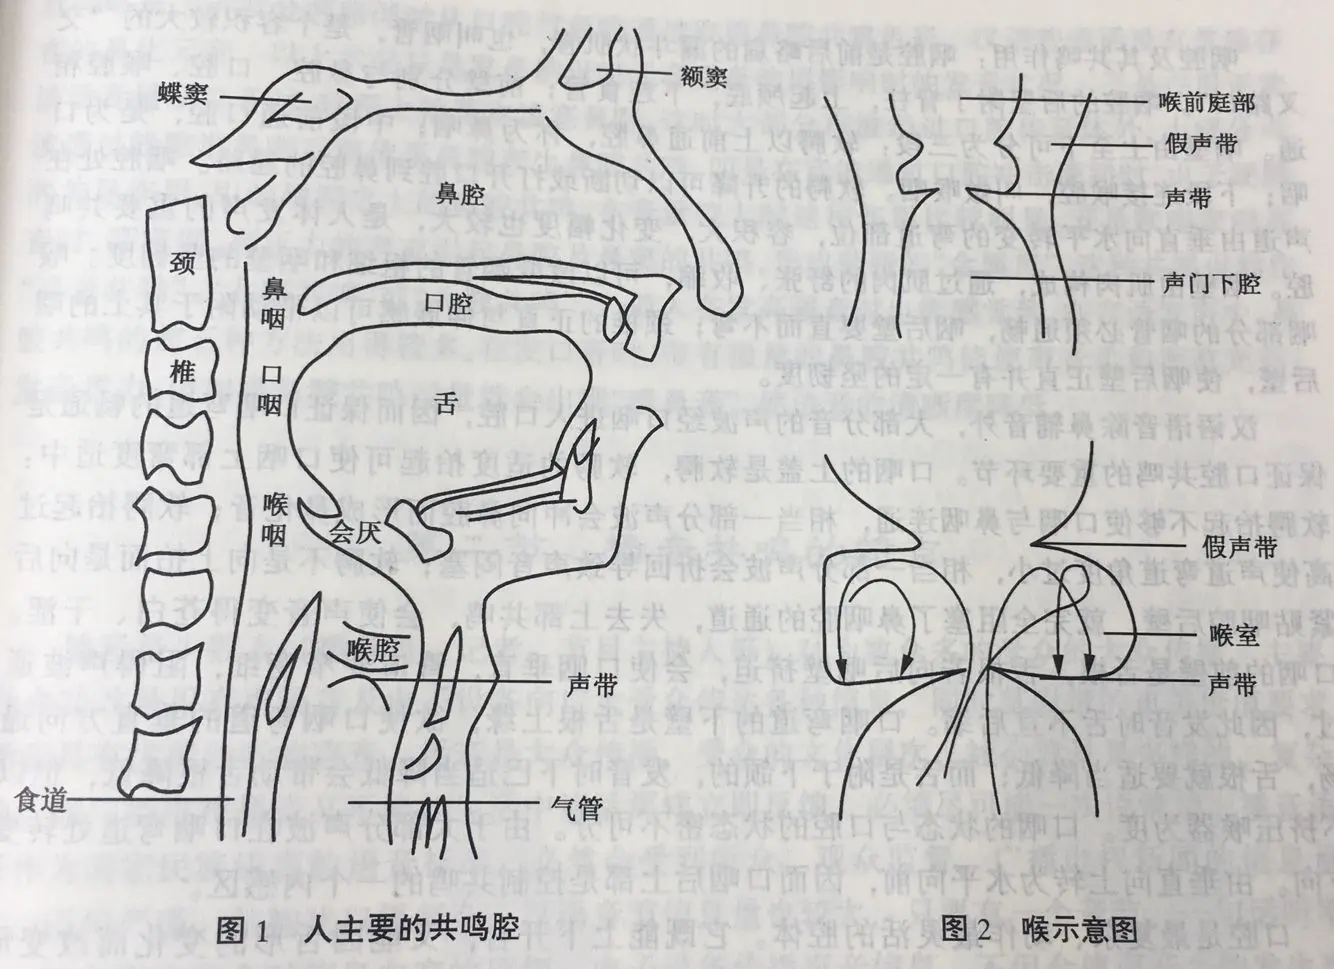 蝶窦
额窦
鼻腔
颈椎
鼻咽
口腔
口咽
舌
喉咽
会厌
喉腔
声带
食道
气管
图1 人主要的共鸣腔
喉前庭部
假声带
声带
声门下腔
假声带
喉室
声带
图2 喉示意图